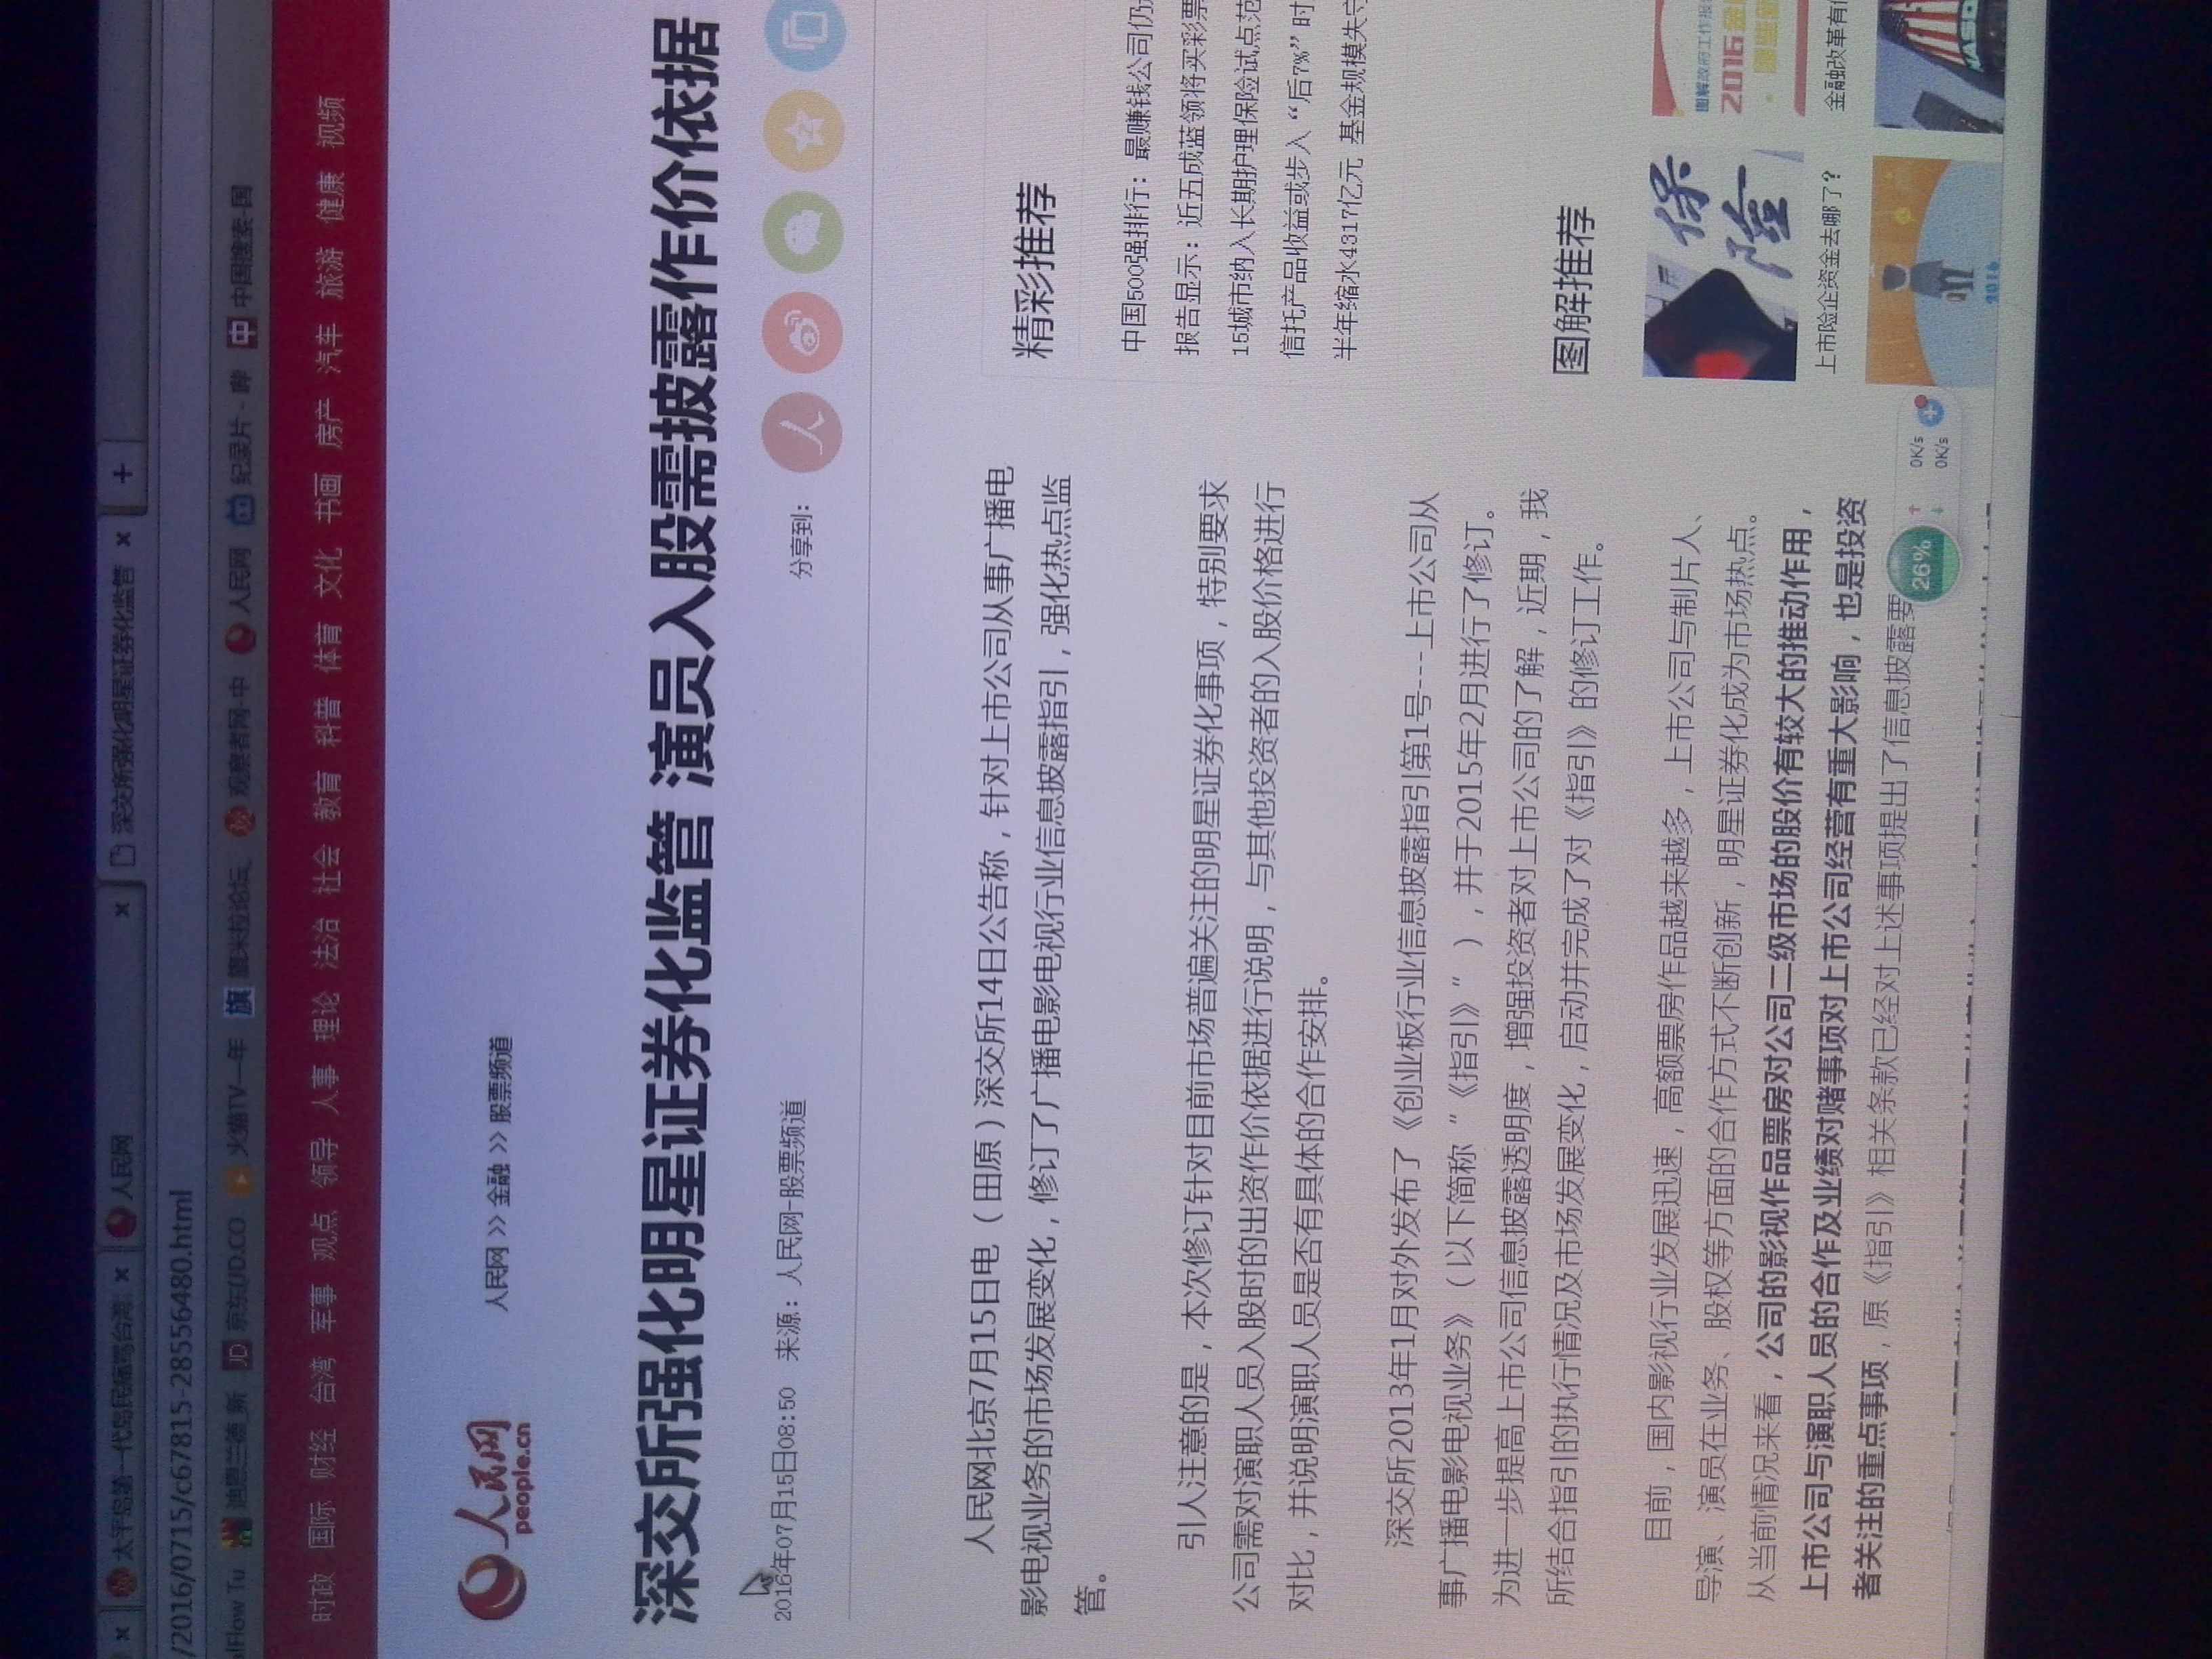 太平岛第一代岛民痛骂台湾
人民网
深交所强化明星证券化监管
/2016/0715/c67815-28556480.html
alFlow Tu 迪恩兰德_新 京东(JD.CO 火猫TV—年 旗米拉论坛_ 观察者网-中 人民网 纪录片 - 哔 中国搜索-国
时政 国际 财经 台湾 军事 观点 领导 人事 理论 法治 社会 教育 科普 体育 文化 书画 房产 汽车 旅游 健康 视频
人民网
people.cn
人民网 >> 金融 >> 股票频道
深交所强化明星证券化监管 演员入股需披露作价依据
2016年07月15日08:50 来源：人民网-股票频道
分享到：
人民网北京7月15日电 （田原）深交所14日公告称，针对上市公司从事广播电
影电视业务的市场发展变化，修订了广播电影电视行业信息披露指引，强化热点监
管。
引人注意的是，本次修订针对目前市场普遍关注的明星证券化事项，特别要求
公司需对演职人员入股时的出资作价依据进行说明，与其他投资者的入股价格进行
对比，并说明演职人员是否有具体的合作安排。
深交所2013年1月对外发布了《创业板行业信息披露指引第1号---上市公司从
事广播电影电视业务》（以下简称“《指引》” ），并于2015年2月进行了修订。
为进一步提高上市公司信息披露透明度，增强投资者对上市公司的了解，近期，我
所结合指引的执行情况及市场发展变化，启动并完成了对《指引》的修订工作。
目前，国内影视行业发展迅速，高额票房作品越来越多，上市公司与制片人、
导演、演员在业务、股权等方面的合作方式不断创新，明星证券化成为市场热点。
从当前情况来看，公司的影视作品票房对公司二级市场的股价有较大的推动作用，
上市公司与演职人员的合作及业绩对赌事项对上市公司经营有重大影响，也是投资
者关注的重点事项，原《指引》相关条款已经对上述事项提出了信息披露要
26%
0K/s
0K/s
精彩推荐
中国500强排行：最赚钱公司仍
报告显示：近五成蓝领将买彩票
15城市纳入长期护理保险试点范
信托产品收益或步入“后7%”时
半年缩水4317亿元 基金规模失守
图解推荐
保
险
上市险企资金去哪了?
图解政府工作报
2016金
哪些新
金融改革有
2016
NASD